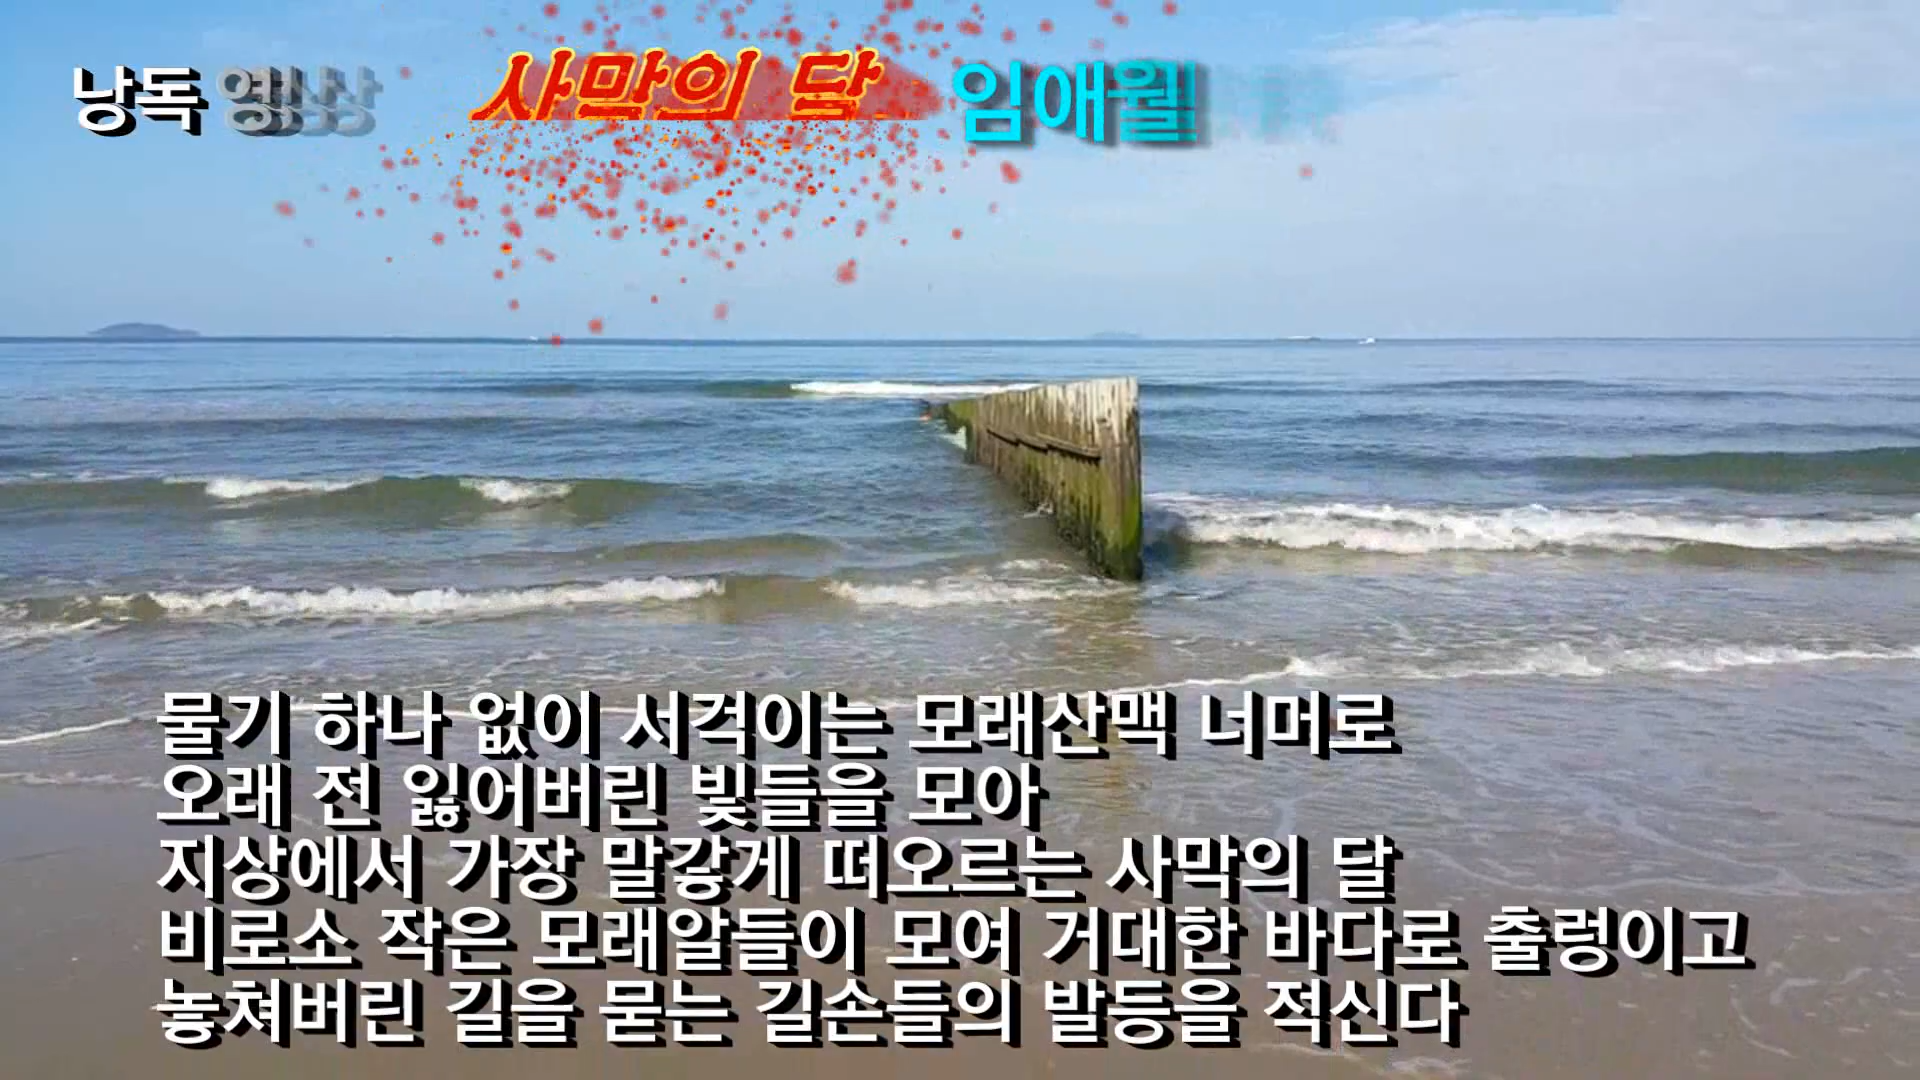 낭독 영상 사막의 달 임애월
물기 하나 없이 서걱이는 모래산맥 너머로
오래 전 잃어버린 빛들을 모아
지상에서 가장 말갛게 떠오르는 사막의 달
비로소 작은 모래알들이 모여 거대한 바다로 출렁이고
놓쳐버린 길을 묻는 길손들의 발등을 적신다